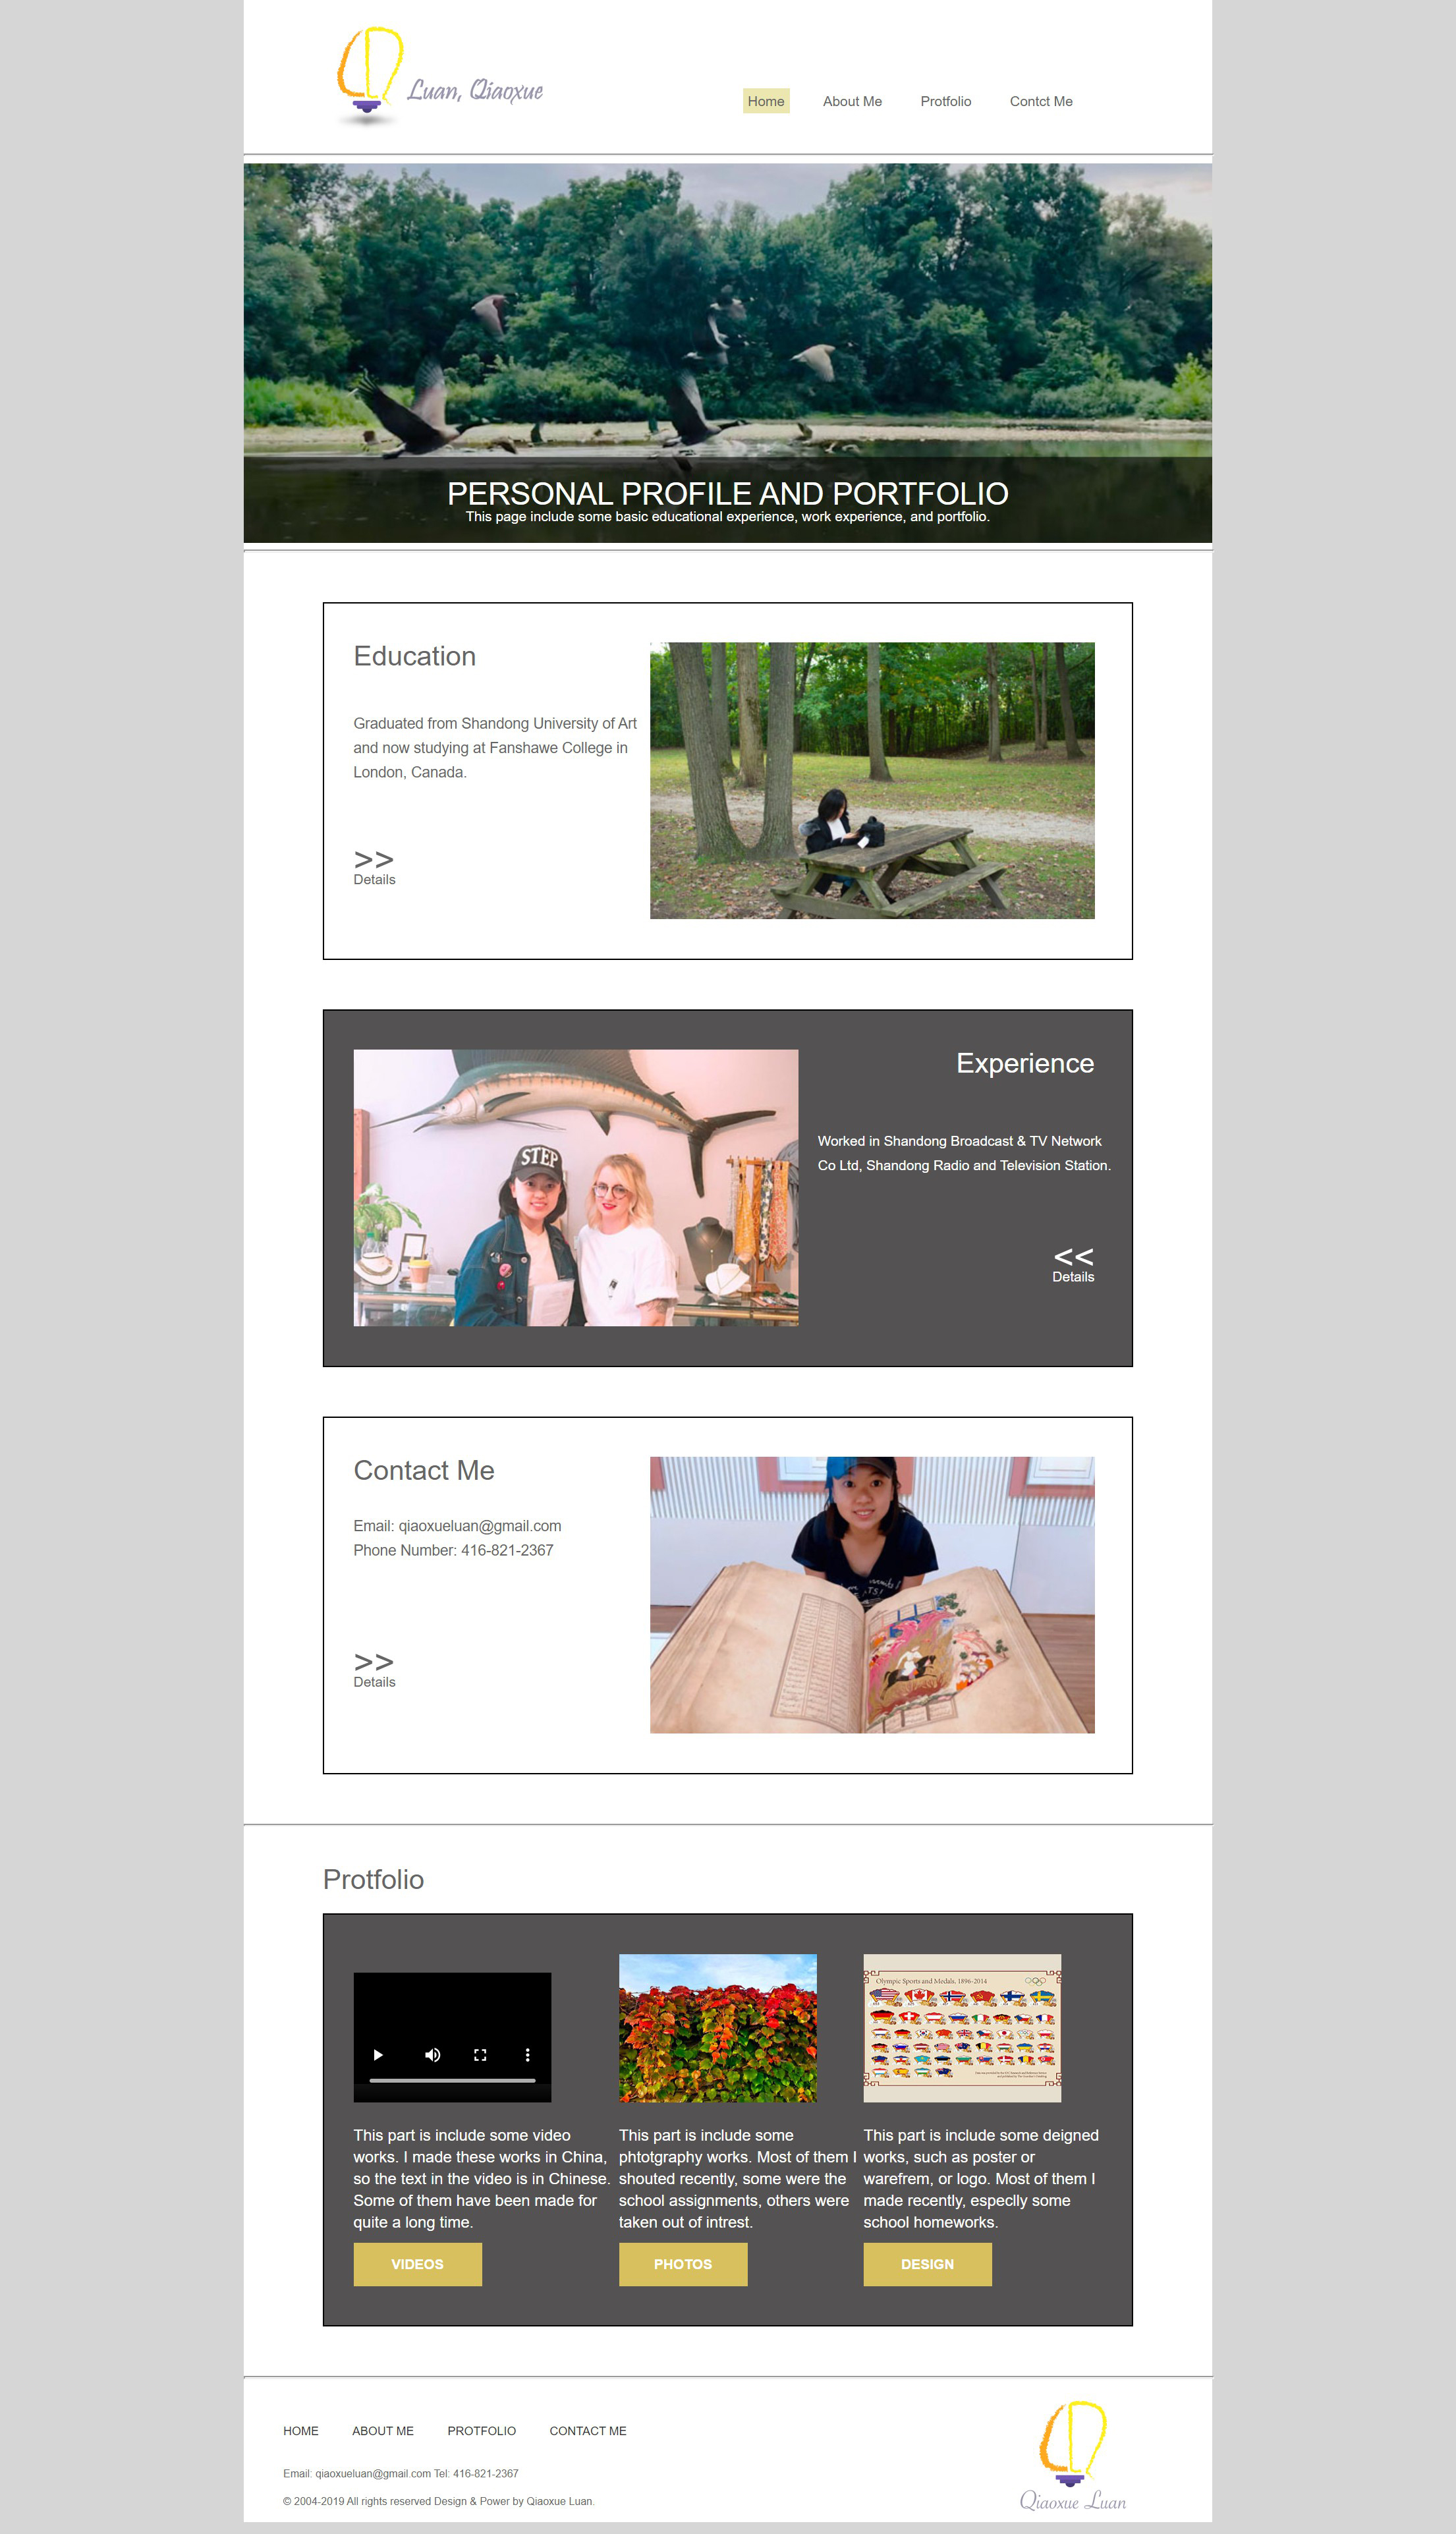 Luan, Qiaoxue
Home About Me Protfolio Contct Me
PERSONAL PROFILE AND PORTFOLIO
This page include some basic educational experience, work experience, and portfolio.
Education
Graduated from Shandong University of Art
and now studying at Fanshawe College in
London, Canada.
>>
Details
STEP
Experience
Worked in Shandong Broadcast & TV Network
Co Ltd, Shandong Radio and Television Station.
<<
Details
Contact Me
Email: qiaoxueluan@gmail.com
Phone Number: 416-821-2367
>>
Details
Protfolio
Olympic Sports and Medals, 1896-2014
This part is include some video
works. I made these works in China,
so the text in the video is in Chinese.
Some of them have been made for
quite a long time.
VIDEOS
This part is include some
phtotgraphy works. Most of them I
shouted recently, some were the
school assignments, others were
taken out of intrest.
PHOTOS
This part is include some deigned
works, such as poster or
warefrem, or logo. Most of them I
made recently, especlly some
school homeworks.
DESIGN
HOME ABOUT ME PROTFOLIO CONTACT ME
Email: qiaoxueluan@gmail.com Tel: 416-821-2367
© 2004-2019 All rights reserved Design & Power by Qiaoxue Luan.
Qiaoxue Luan